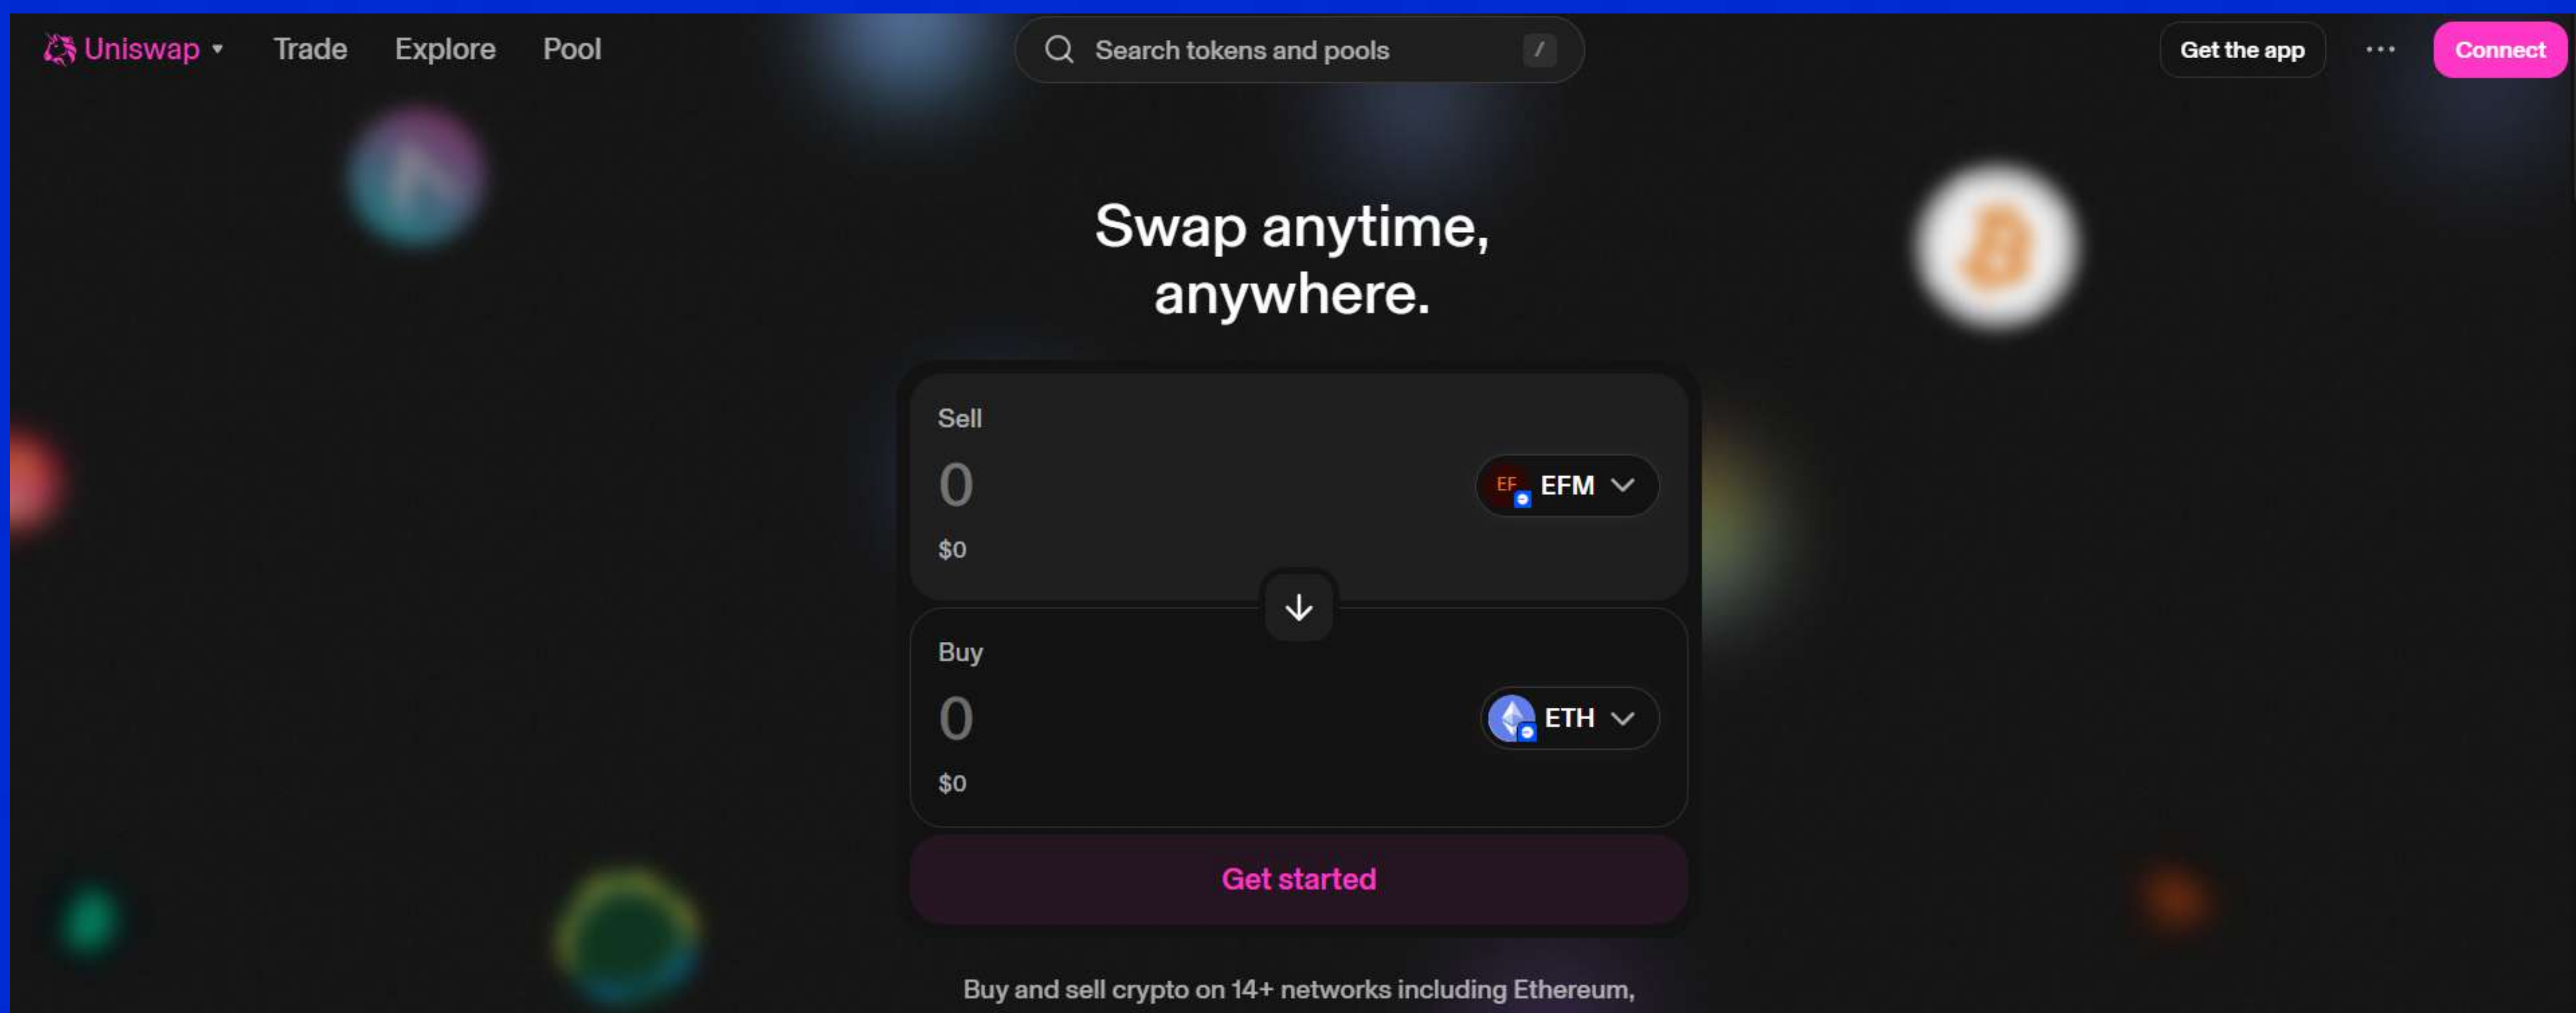 Uniswap
Trade
Explore
Pool
Search tokens and pools
/
Get the app
Connect
Swap anytime,
anywhere.
Sell
0
EF
EFM
$0
Buy
0
ETH
$0
Get started
Buy and sell crypto on 14+ networks including Ethereum,